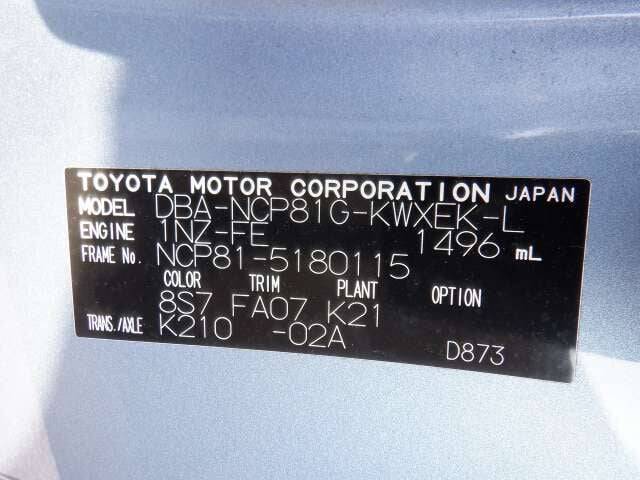 TOYOTA MOTOR CORPORATION JAPAN
MODEL DBA-NCP81G-KWXEK-L
ENGINE 1NZ-FE 1496 mL
FRAME No. NCP81-5180115
COLOR TRIM PLANT OPTION
8S7 FA07 K21
TRANS./AXLE K210 -02A
D873